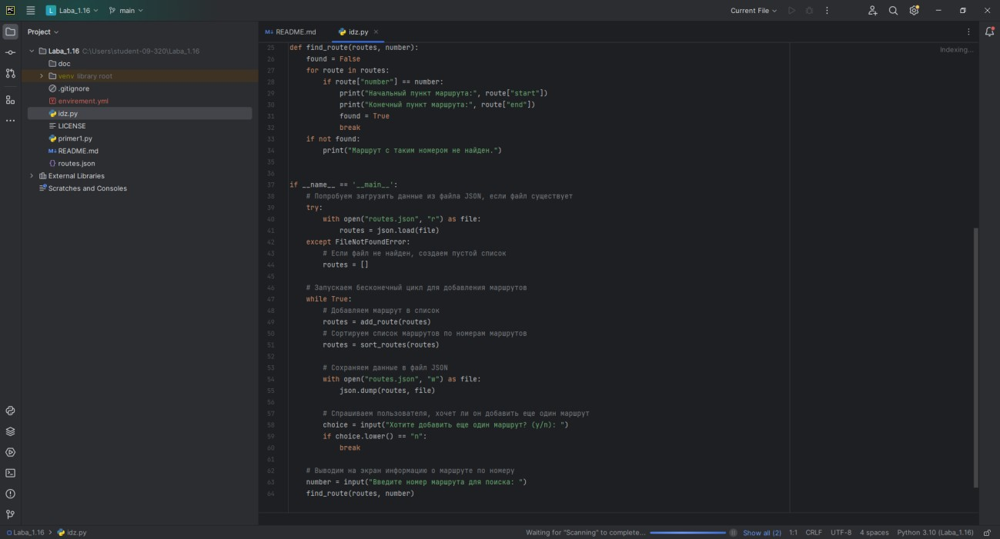 PC
L Laba_1.16 main Current File
Project
README.md
idz.py
Indexing...
Laba_1.16 C:\Users\student-09-320\Laba_1.16
doc
venv library root
.gitignore
envirement.yml
idz.py
LICENSE
primer1.py
README.md
routes.json
External Libraries
Scratches and Consoles
25 def find_route(routes, number):
26 found = False
27 for route in routes:
28 if route["number"] == number:
29 print("Начальный пункт маршрута:", route["start"])
30 print("Конечный пункт маршрута:", route["end"])
31 found = True
32 break
33 if not found:
34 print("Маршрут с таким номером не найден.")
35
36
37 if __name__ == '__main__':
38 # Попробуем загрузить данные из файла JSON, если файл существует
39 try:
40 with open("routes.json", "r") as file:
41 routes = json.load(file)
42 except FileNotFoundError:
43 # Если файл не найден, создаем пустой список
44 routes = []
45
46 # Запускаем бесконечный цикл для добавления маршрутов
47 while True:
48 # Добавляем маршрут в список
49 routes = add_route(routes)
50 # Сортируем список маршрутов по номерам маршрутов
51 routes = sort_routes(routes)
52
53 # Сохраняем данные в файл JSON
54 with open("routes.json", "w") as file:
55 json.dump(routes, file)
56
57 # Спрашиваем пользователя, хочет ли он добавить еще один маршрут
58 choice = input("Хотите добавить еще один маршрут? (y/n): ")
59 if choice.lower() == "n":
60 break
61
62 # Выводим на экран информацию о маршруте по номеру
63 number = input("Введите номер маршрута для поиска: ")
64 find_route(routes, number)
Laba_1.16 > idz.py
Waiting for "Scanning" to complete... Show all (2) 1:1 CRLF UTF-8 4 spaces Python 3.10 (Laba_1.16)